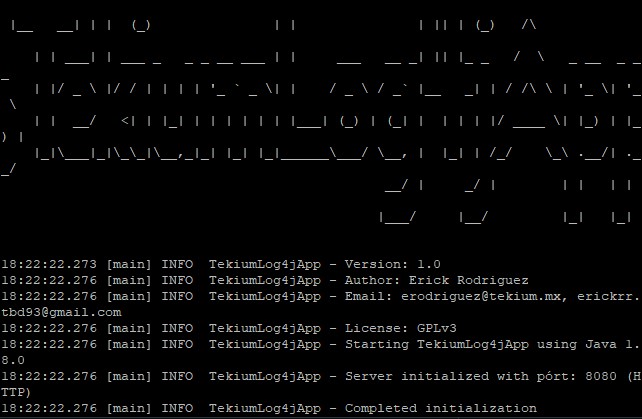 18:22:22.273 [main] INFO  TekiumLog4jApp - Version: 1.0
18:22:22.276 [main] INFO  TekiumLog4jApp - Author: Erick Rodriguez
18:22:22.276 [main] INFO  TekiumLog4jApp - Email: erodriguez@tekium.mx, erickrr.
tbd93@gmail.com
18:22:22.276 [main] INFO  TekiumLog4jApp - License: GPLv3
18:22:22.276 [main] INFO  TekiumLog4jApp - Starting TekiumLog4jApp using Java 1.
8.0
18:22:22.276 [main] INFO  TekiumLog4jApp - Server initialized with pórt: 8080 (H
TTP)
18:22:22.276 [main] INFO  TekiumLog4jApp - Completed initialization